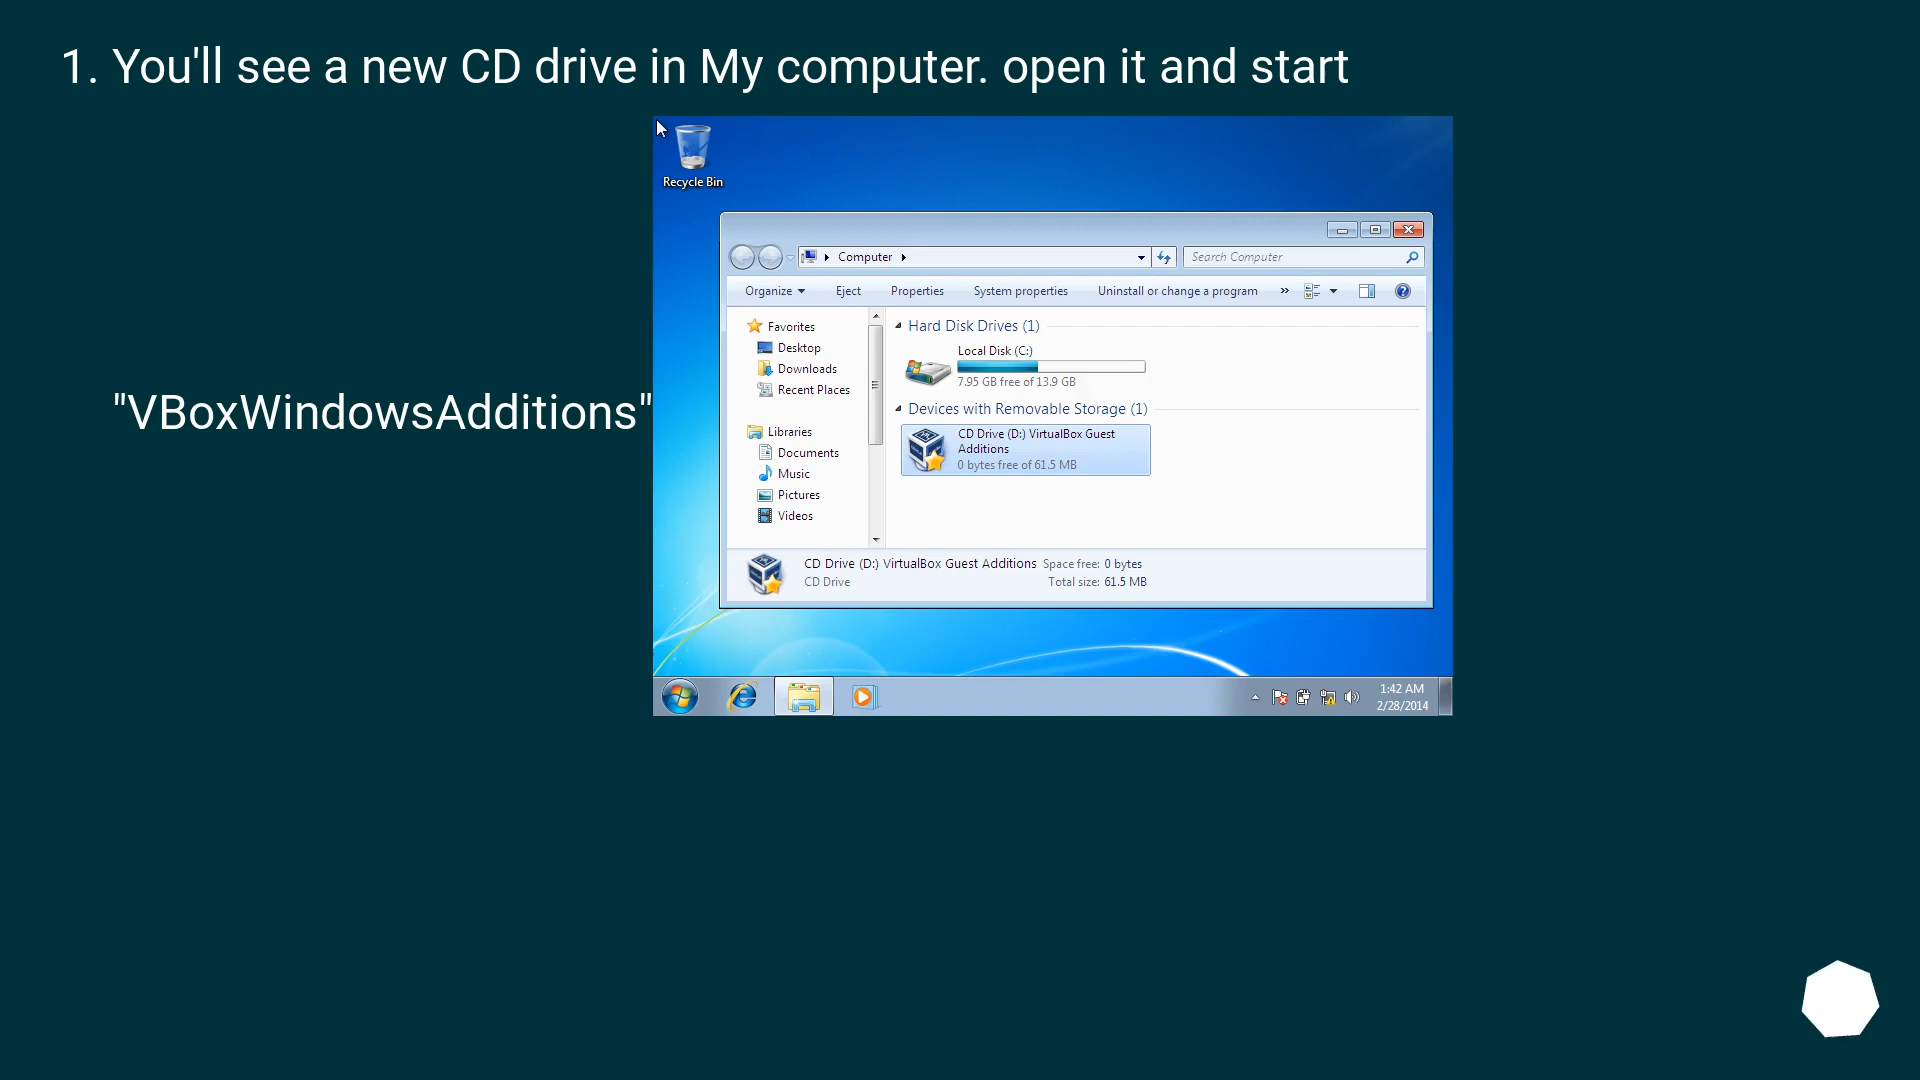 1. You'll see a new CD drive in My computer. open it and start
"VBoxWindowsAdditions"
Recycle Bin
Computer
Search Computer
Organize Eject Properties System properties Uninstall or change a program »
Favorites
Desktop
Downloads
Recent Places
Libraries
Documents
Music
Pictures
Videos
Hard Disk Drives (1)
Local Disk (C:)
7.95 GB free of 13.9 GB
Devices with Removable Storage (1)
CD Drive (D:) VirtualBox Guest
Additions
0 bytes free of 61.5 MB
CD Drive (D:) VirtualBox Guest Additions Space free: 0 bytes
CD Drive Total size: 61.5 MB
1:42 AM
2/28/2014